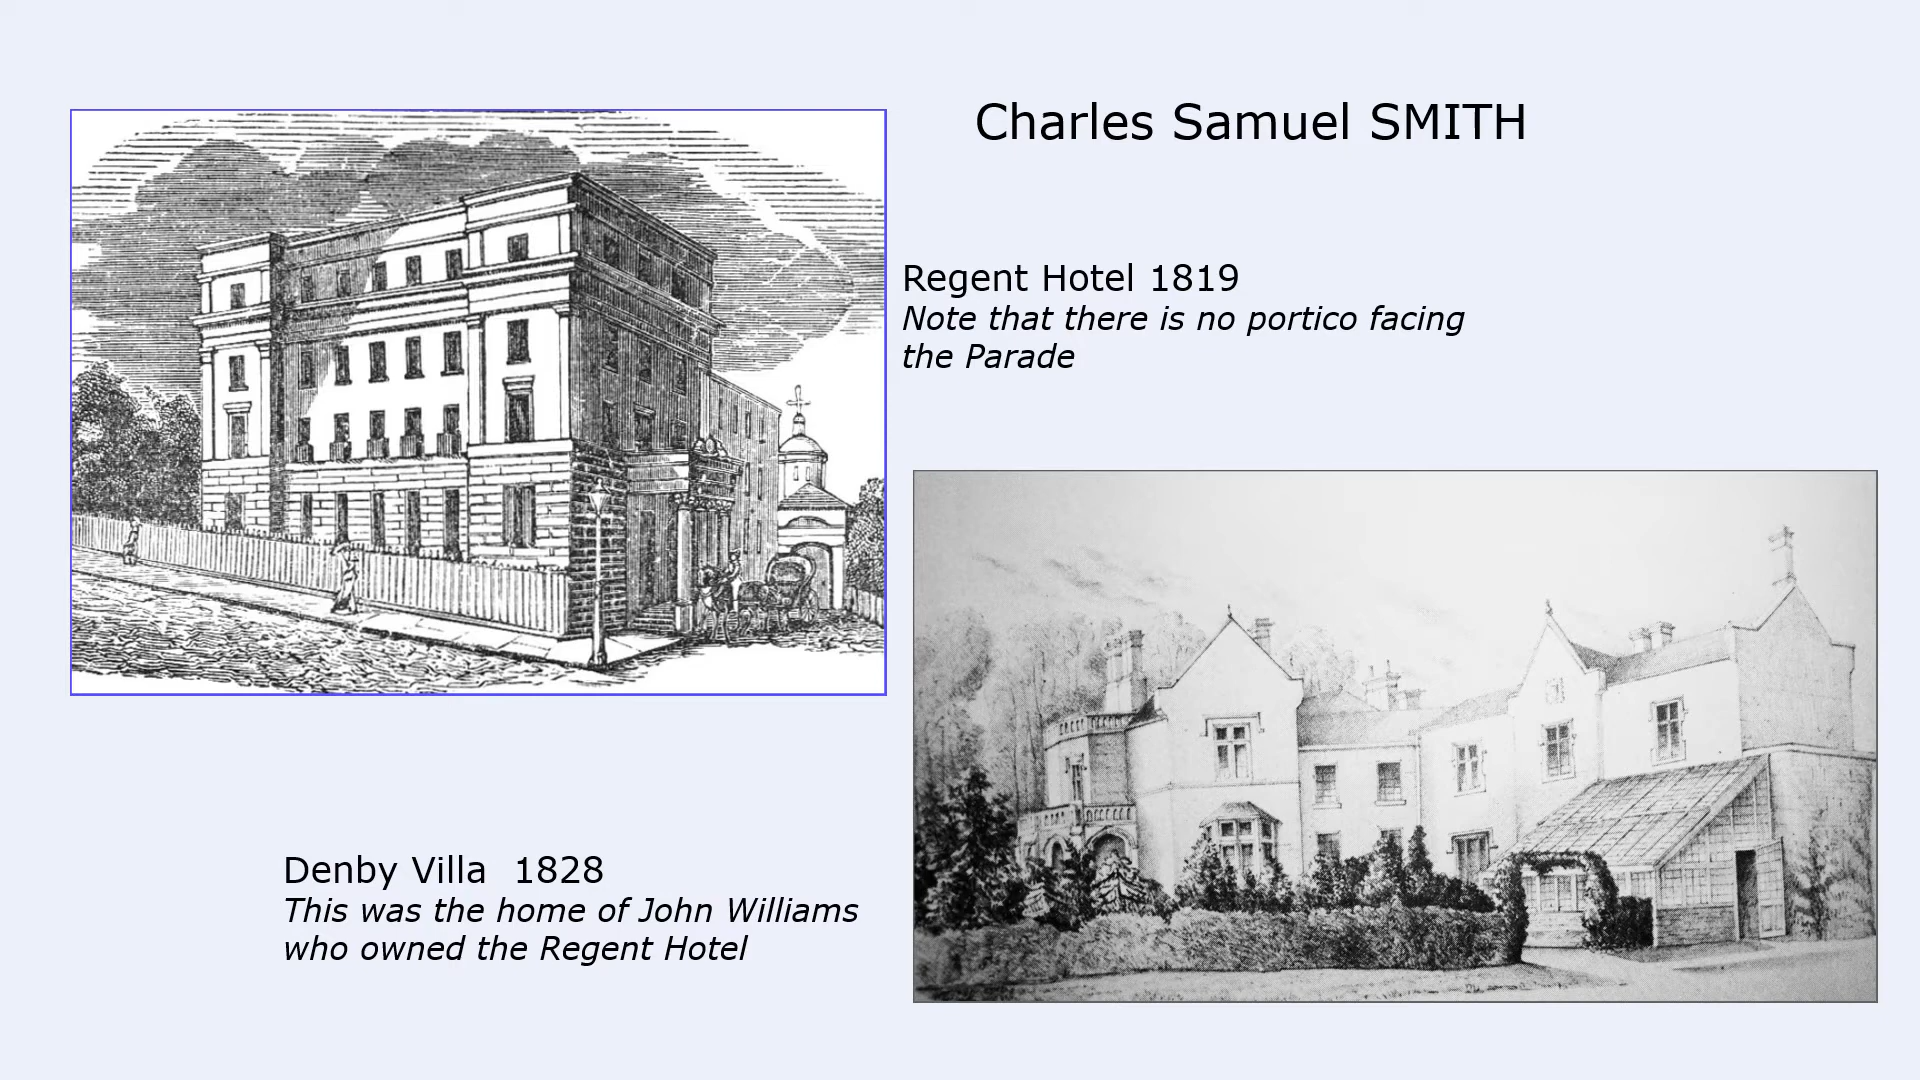 Charles Samuel SMITH
Regent Hotel 1819
Note that there is no portico facing
the Parade
Denby Villa  1828
This was the home of John Williams
who owned the Regent Hotel